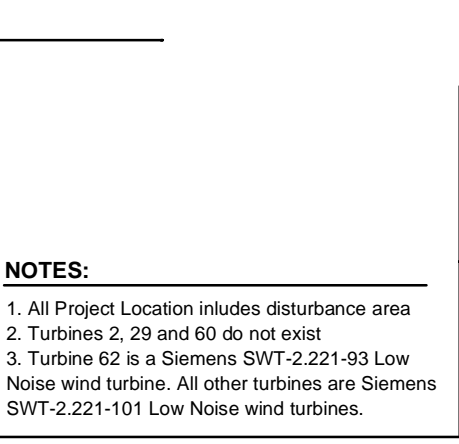 NOTES:
1. All Project Location inludes disturbance area
2. Turbines 2, 29 and 60 do not exist
3. Turbine 62 is a Siemens SWT-2.221-93 Low
Noise wind turbine. All other turbines are Siemens
SWT-2.221-101 Low Noise wind turbines.